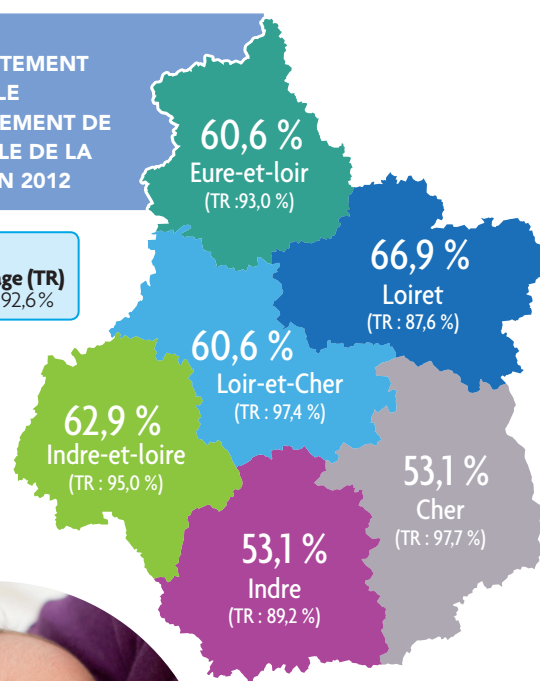 TEMENT
LE
EMENT DE
LE DE LA
N 2012
ge (TR)
92,6%
60,6 %
Eure-et-loir
(TR :93,0 %)
66,9 %
Loiret
(TR : 87,6 %)
60,6 %
Loir-et-Cher
(TR : 97,4 %)
62,9 %
Indre-et-loire
(TR : 95,0 %)
53,1 %
Cher
(TR : 97,7 %)
53,1 %
Indre
(TR : 89,2 %)